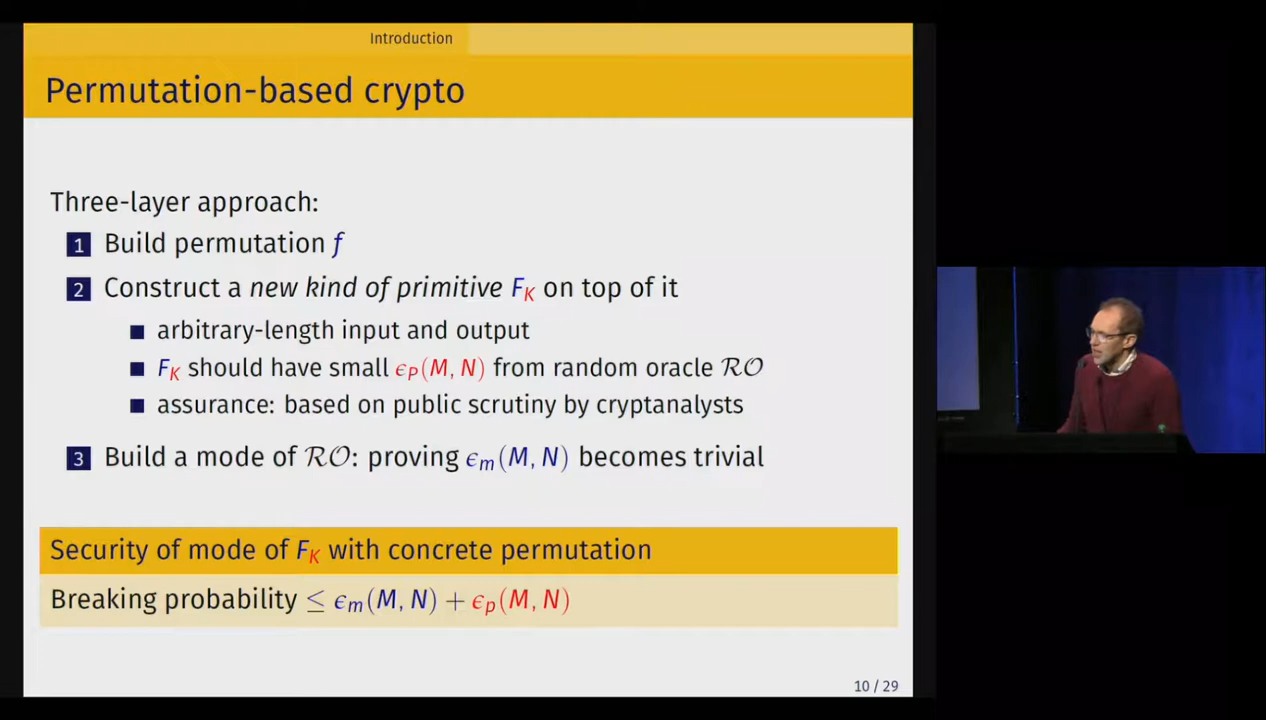 Introduction
Permutation-based crypto
Three-layer approach:
1 Build permutation f
2 Construct a new kind of primitive F_K on top of it
■ arbitrary-length input and output
■ F_K should have small ϵ_P(M, N) from random oracle 𝓡𝓞
■ assurance: based on public scrutiny by cryptanalysts
3 Build a mode of 𝓡𝓞: proving ϵ_m(M, N) becomes trivial
Security of mode of F_K with concrete permutation
Breaking probability ≤ ϵ_m(M, N) + ϵ_p(M, N)
10 / 29